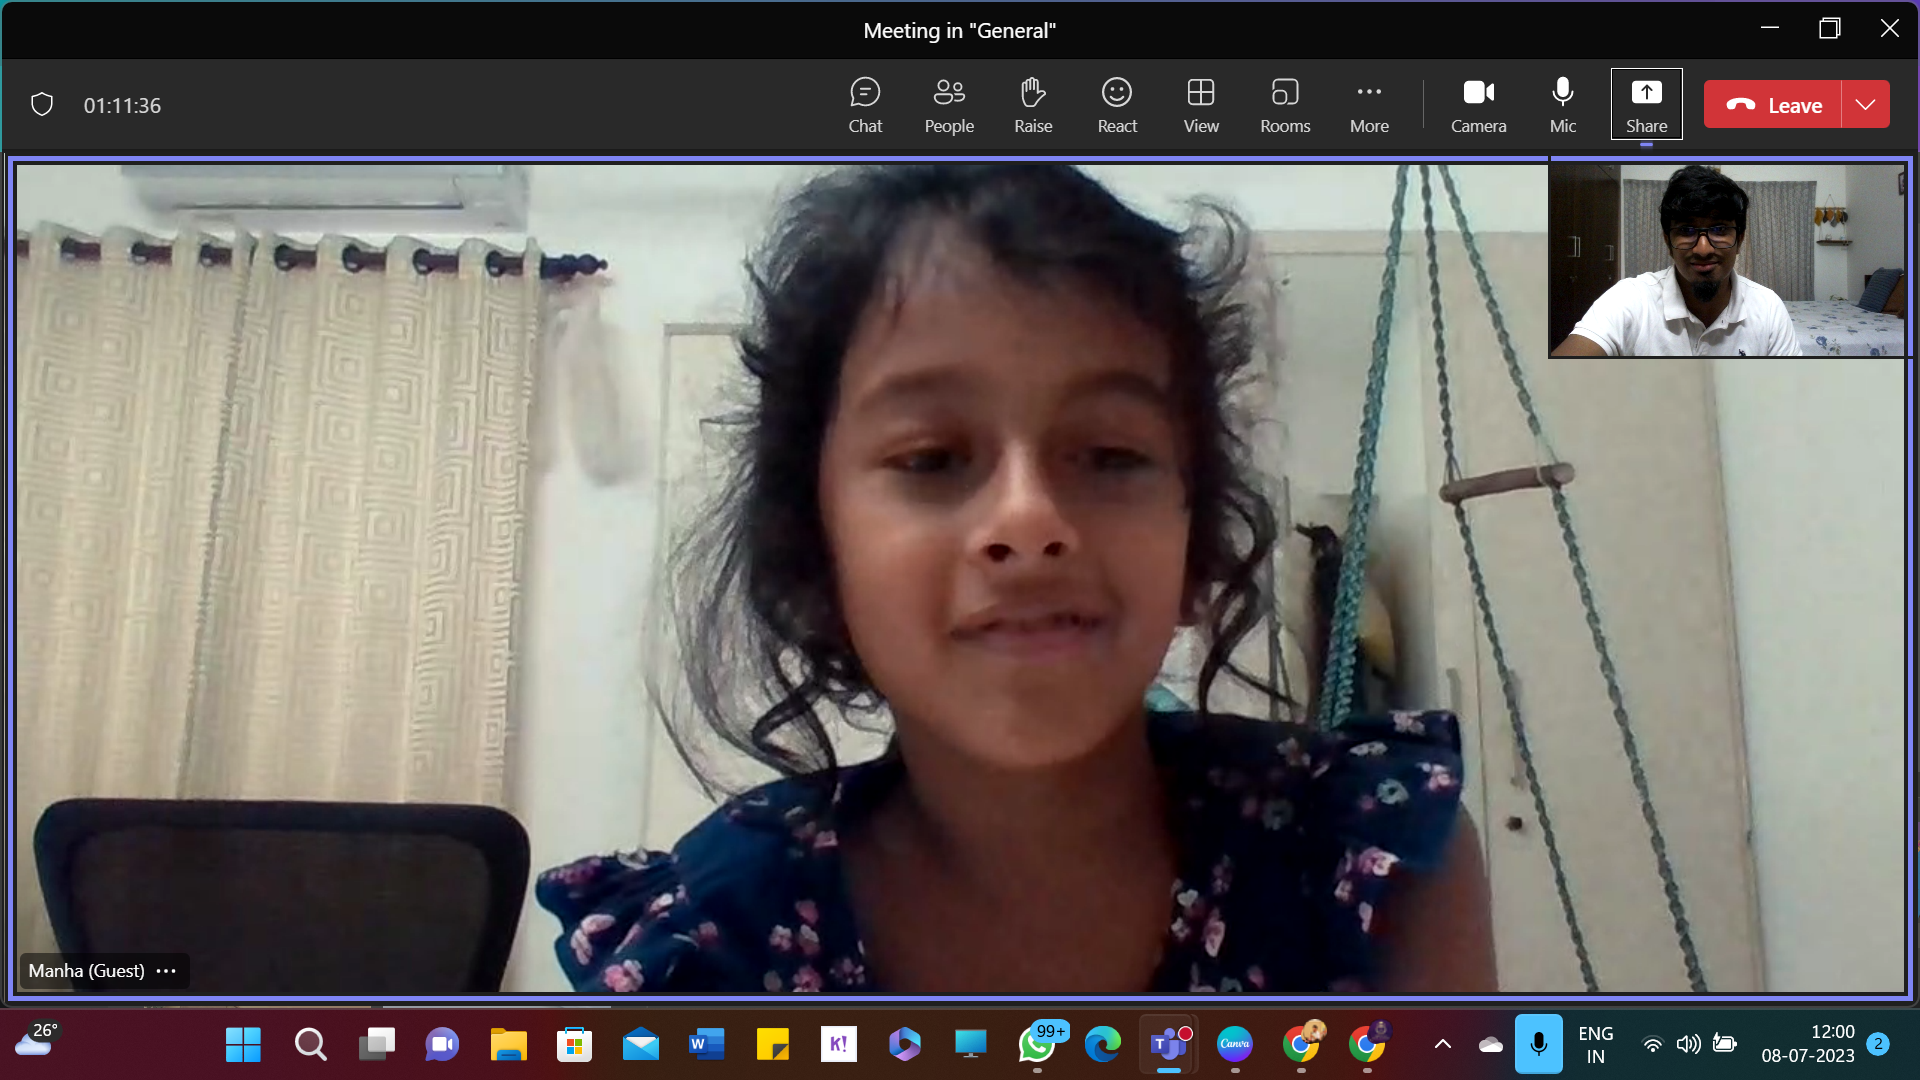 Meeting in "General"
01:11:36
Chat
People
Raise
React
View
Rooms
More
Camera
Mic
Share
Leave
Manha (Guest)
26°
W
K!
99+
T
Canva
ENG
IN
12:00
08-07-2023
2